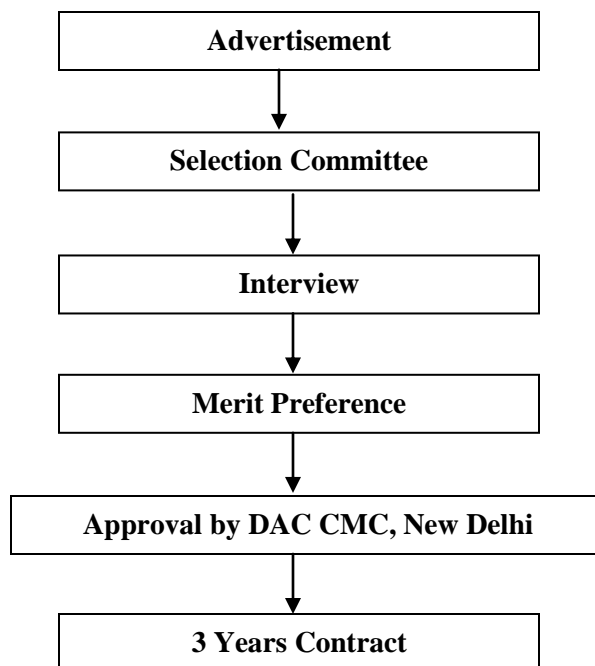 Advertisement
Selection Committee
Interview
Merit Preference
Approval by DAC CMC, New Delhi
3 Years Contract